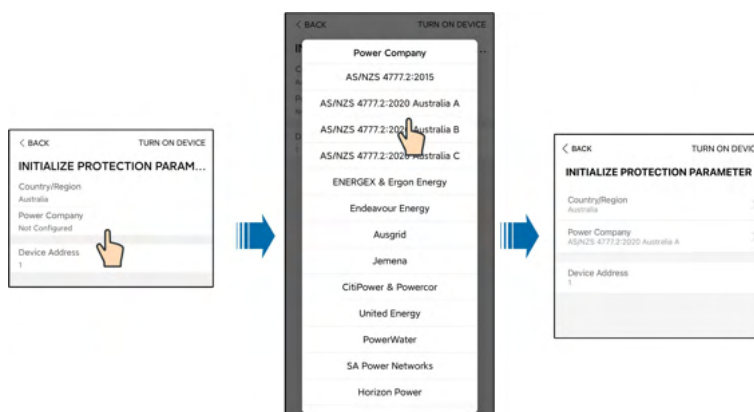 < BACK TURN ON DEVICE
INITIALIZE PROTECTION PARAM...
Country/Region
Australia
Power Company
Not Configured
Device Address
1
< BACK TURN ON DEVICE
Power Company
AS/NZS 4777.2:2015
AS/NZS 4777.2:2020 Australia A
AS/NZS 4777.2:2020 Australia B
AS/NZS 4777.2:2020 Australia C
ENERGEX & Ergon Energy
Endeavour Energy
Ausgrid
Jemena
CitiPower & Powercor
United Energy
PowerWater
SA Power Networks
Horizon Power
< BACK TURN ON DEVIC
INITIALIZE PROTECTION PARAMETER
Country/Region
Australia
Power Company
AS/NZS 4777.2:2020 Australia A
Device Address
1